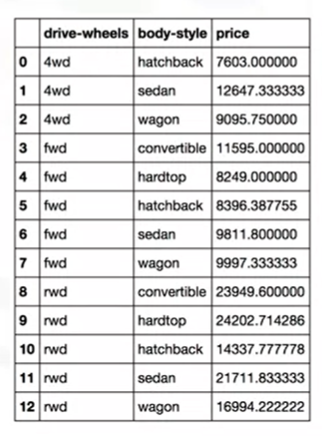 drive-wheels body-style price
0 4wd hatchback 7603.000000
1 4wd sedan 12647.333333
2 4wd wagon 9095.750000
3 fwd convertible 11595.000000
4 fwd hardtop 8249.000000
5 fwd hatchback 8396.387755
6 fwd sedan 9811.800000
7 fwd wagon 9997.333333
8 rwd convertible 23949.600000
9 rwd hardtop 24202.714286
10 rwd hatchback 14337.777778
11 rwd sedan 21711.833333
12 rwd wagon 16994.222222